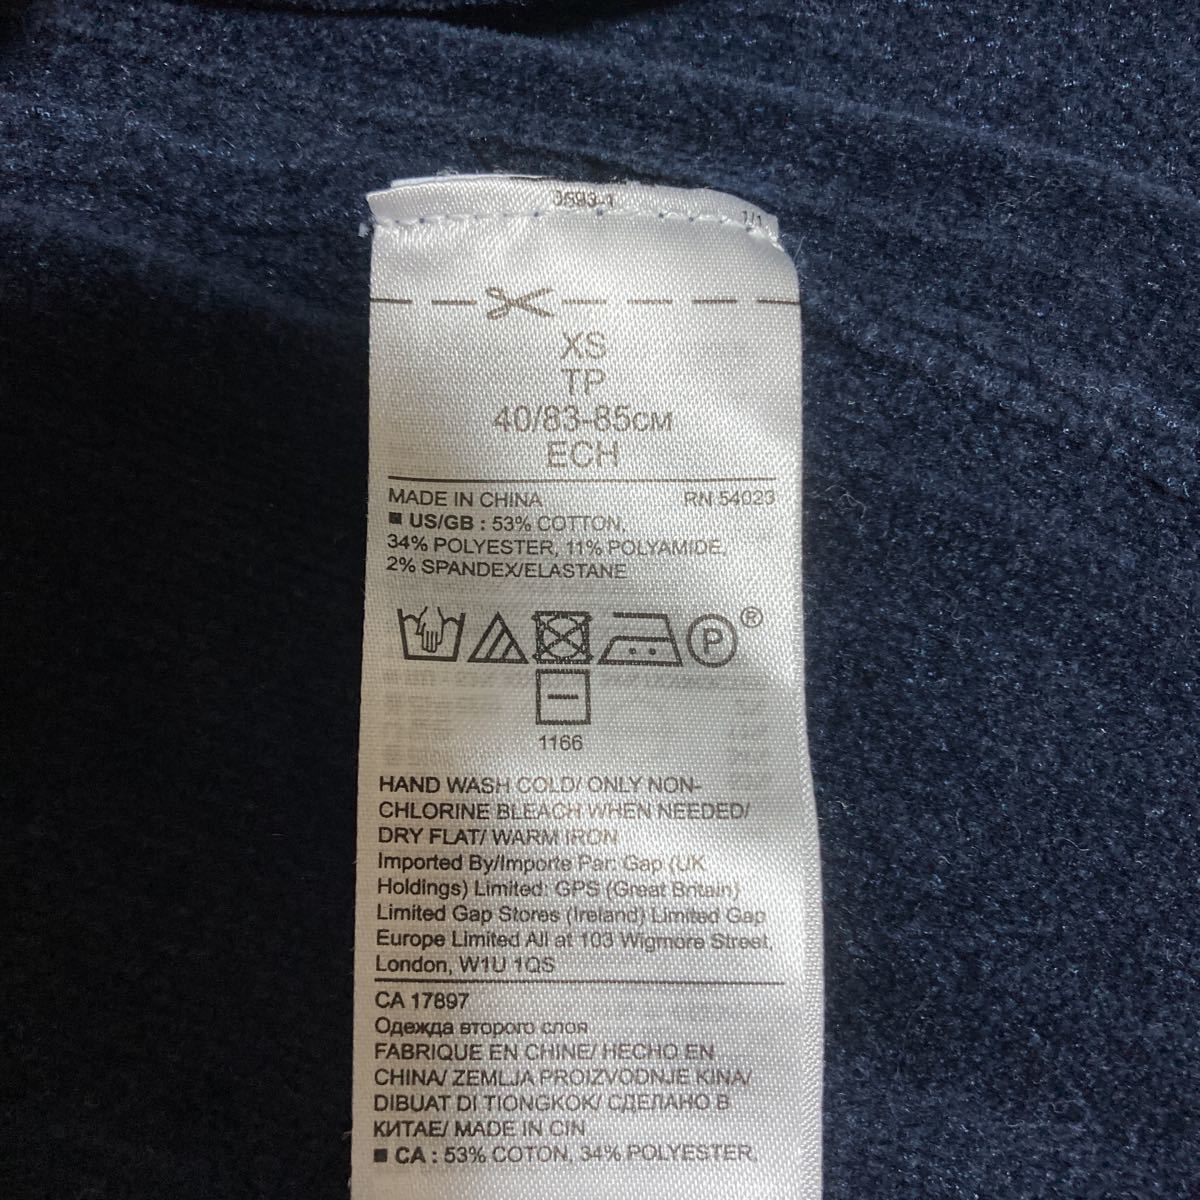 3693-1
1/1
XS
TP
40/83-85см
ECH
MADE IN CHINA RN 54023
■ US/GB : 53% COTTON,
34% POLYESTER, 11% POLYAMIDE,
2% SPANDEX/ELASTANE
P ®
1166
HAND WASH COLD/ ONLY NON-
CHLORINE BLEACH WHEN NEEDED/
DRY FLAT/ WARM IRON
Imported By/Importe Par: Gap (UK
Holdings) Limited: GPS (Great Britain)
Limited Gap Stores (Ireland) Limited Gap
Europe Limited All at 103 Wigmore Street,
London, W1U 1QS
CA 17897
Одежда второго слоя
FABRIQUE EN CHINE/ HECHO EN
CHINA/ ZEMLJA PROIZVODNJE KINA/
DIBUAT DI TIONGKOK/ СДЕЛАНО В
КИТАЕ/ MADE IN CIN
■ CA : 53% COTON, 34% POLYESTER,